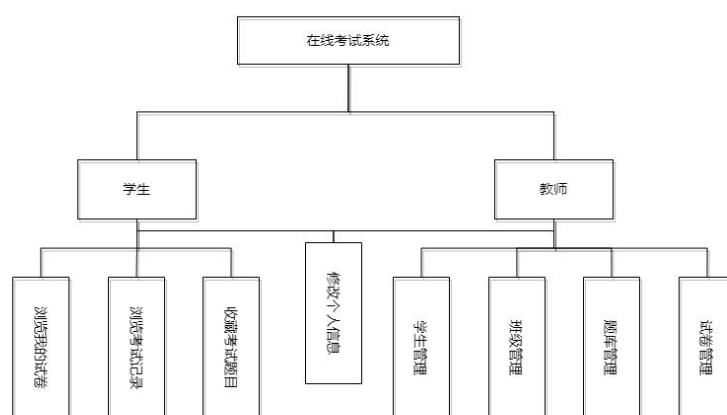 在线考试系统
学生
教师
浏览我的试卷
浏览考试记录
收藏考试题目
修改个人信息
学生管理
班级管理
题库管理
试卷管理